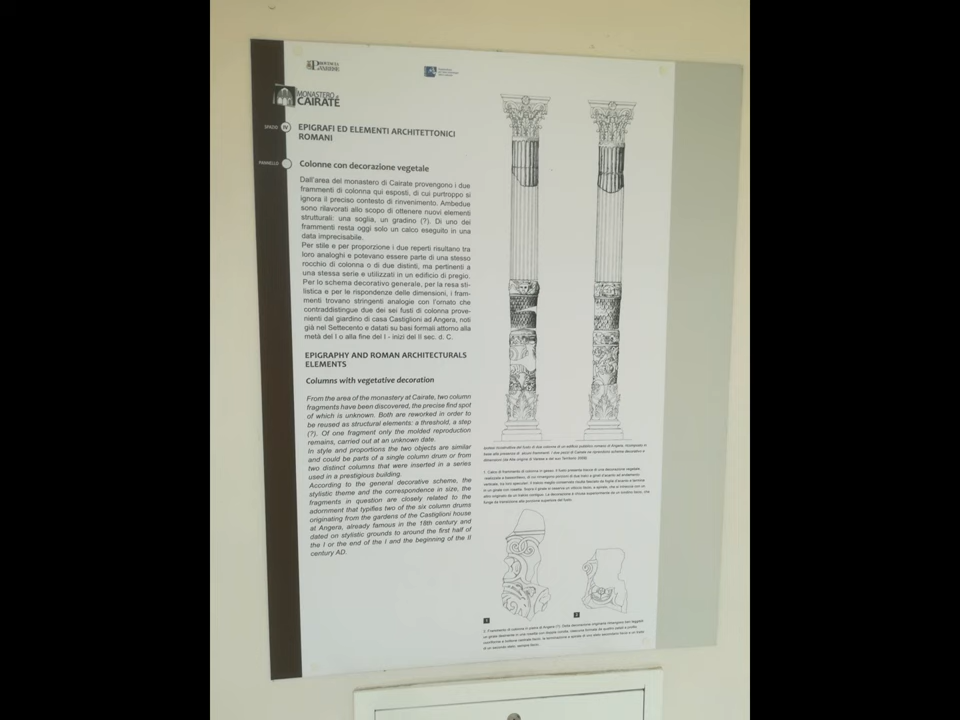 PROVINCIA
VARESE
MONASTERO di
CAIRATE
SPAZIO IV
EPIGRAFI ED ELEMENTI ARCHITETTONICI
ROMANI
PANNELLO
Colonne con decorazione vegetale
Dall'area del monastero di Cairate provengono i due
frammenti di colonna qui esposti, di cui purtroppo si
ignora il preciso contesto di rinvenimento. Ambedue
sono rilavorati allo scopo di ottenere nuovi elementi
strutturali: una soglia, un gradino (?). Di uno dei
frammenti resta oggi solo un calco eseguito in una
data imprecisabile.
Per stile e per proporzione i due reperti risultano tra
loro analoghi e potevano essere parte di una stesso
rocchio di colonna o di due distinti, ma pertinenti a
una stessa serie e utilizzati in un edificio di pregio.
Per lo schema decorativo generale, per la resa sti-
listica e per le rispondenze delle dimensioni, i fram-
menti trovano stringenti analogie con l'ornato che
contraddistingue due dei sei fusti di colonna prove-
nienti dal giardino di casa Castiglioni ad Angera, noti
già nel Settecento e datati su basi formali attorno alla
metà del I o alla fine del I - inizi del II sec. d. C.
EPIGRAPHY AND ROMAN ARCHITECTURALS
ELEMENTS
Columns with vegetative decoration
From the area of the monastery at Cairate, two column
fragments have been discovered, the precise find spot
of which is unknown. Both are reworked in order to
be reused as structural elements: a threshold, a step
(?). Of one fragment only the molded reproduction
remains, carried out at an unknown date.
In style and proportions the two objects are similar
and could be parts of a single column drum or from
two distinct columns that were inserted in a series
used in a prestigious building.
According to the general decorative scheme, the
stylistic theme and the correspondence in size, the
fragments in question are closely related to the
adornment that typifies two of the six column drums
originating from the gardens of the Castiglioni house
at Angera, already famous in the 18th century and
dated on stylistic grounds to around the first half of
the I or the end of the I and the beginning of the II
century AD.
1
2